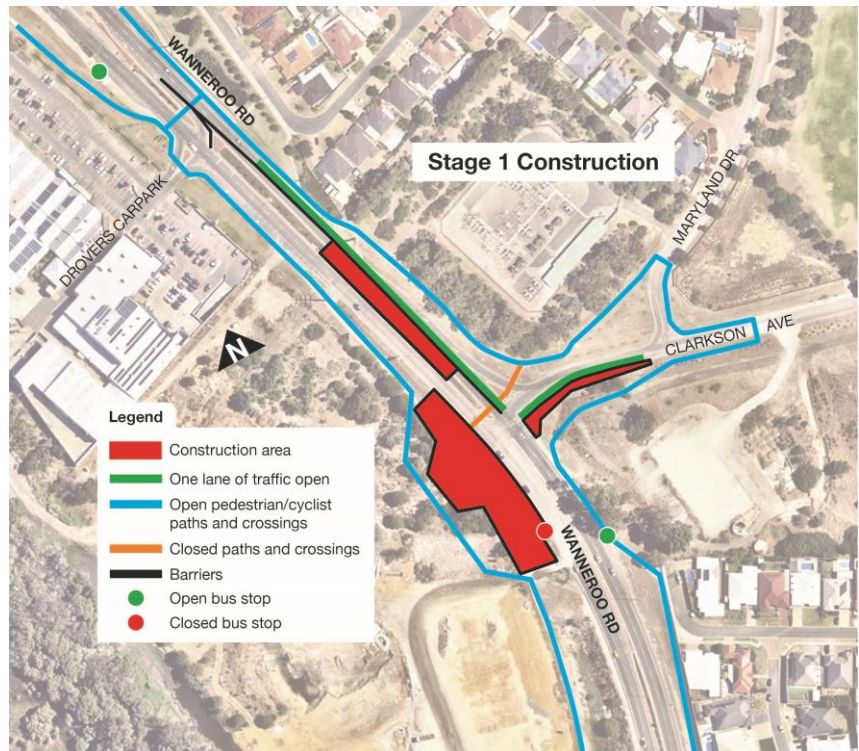 WANNEROO RD
Stage 1 Construction
MARYLAND DR
DROVERS CARPARK
CLARKSON AVE
N
WANNEROO RD
Legend
Construction area
One lane of traffic open
Open pedestrian/cyclist
paths and crossings
Closed paths and crossings
Barriers
Open bus stop
Closed bus stop